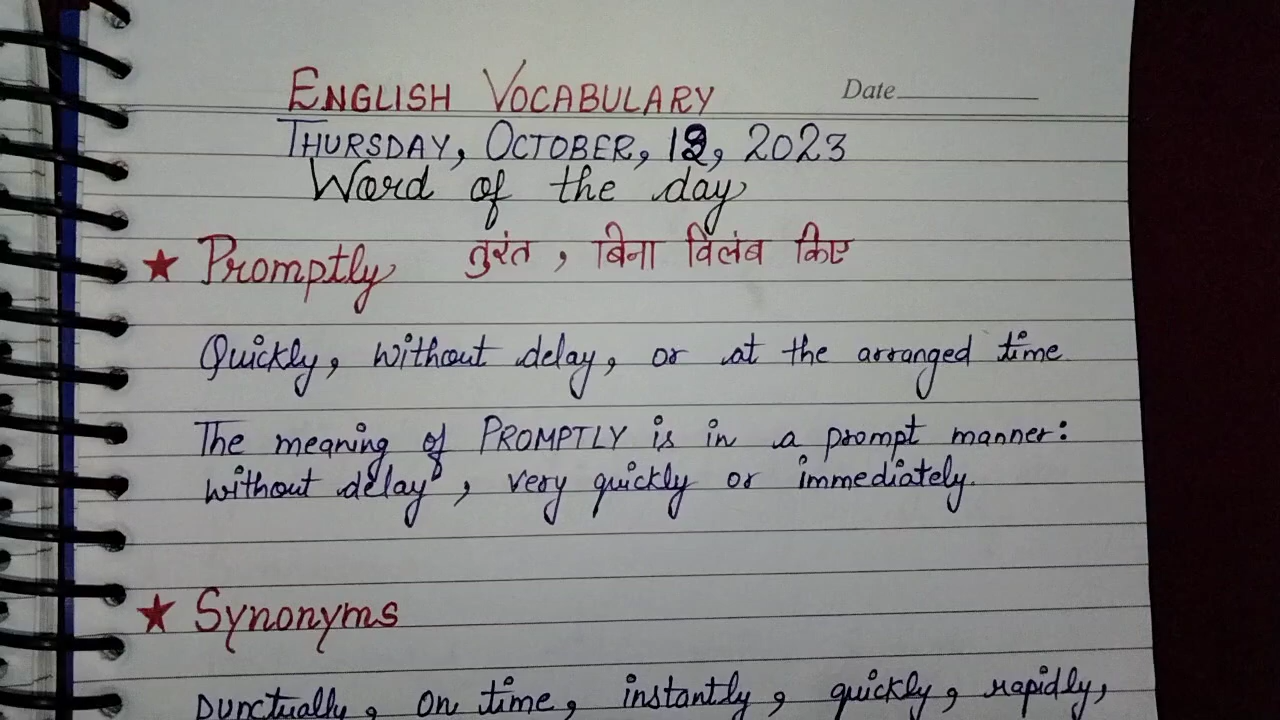 ENGLISH VOCABULARY
Date
THURSDAY, OCTOBER, 12, 2023
Word of the day
★ Promptly तुरंत, बिना विलंब किए
Quickly, without delay, or at the arranged time
The meaning of PROMPTLY is in a prompt manner:
without delay, very quickly or immediately.
★ Synonyms
Punctually, on time, instantly, quickly, rapidly,